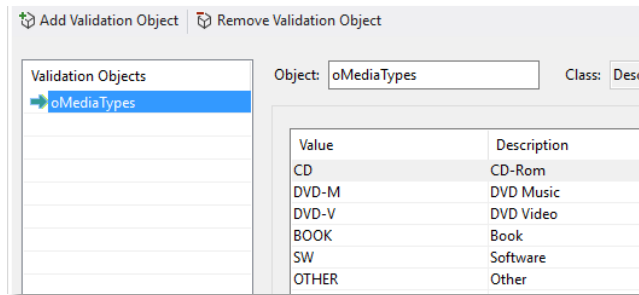 Add Validation Object Remove Validation Object
Validation Objects
oMediaTypes
Object: oMediaTypes Class: Desc
Value Description
CD CD-Rom
DVD-M DVD Music
DVD-V DVD Video
BOOK Book
SW Software
OTHER Other